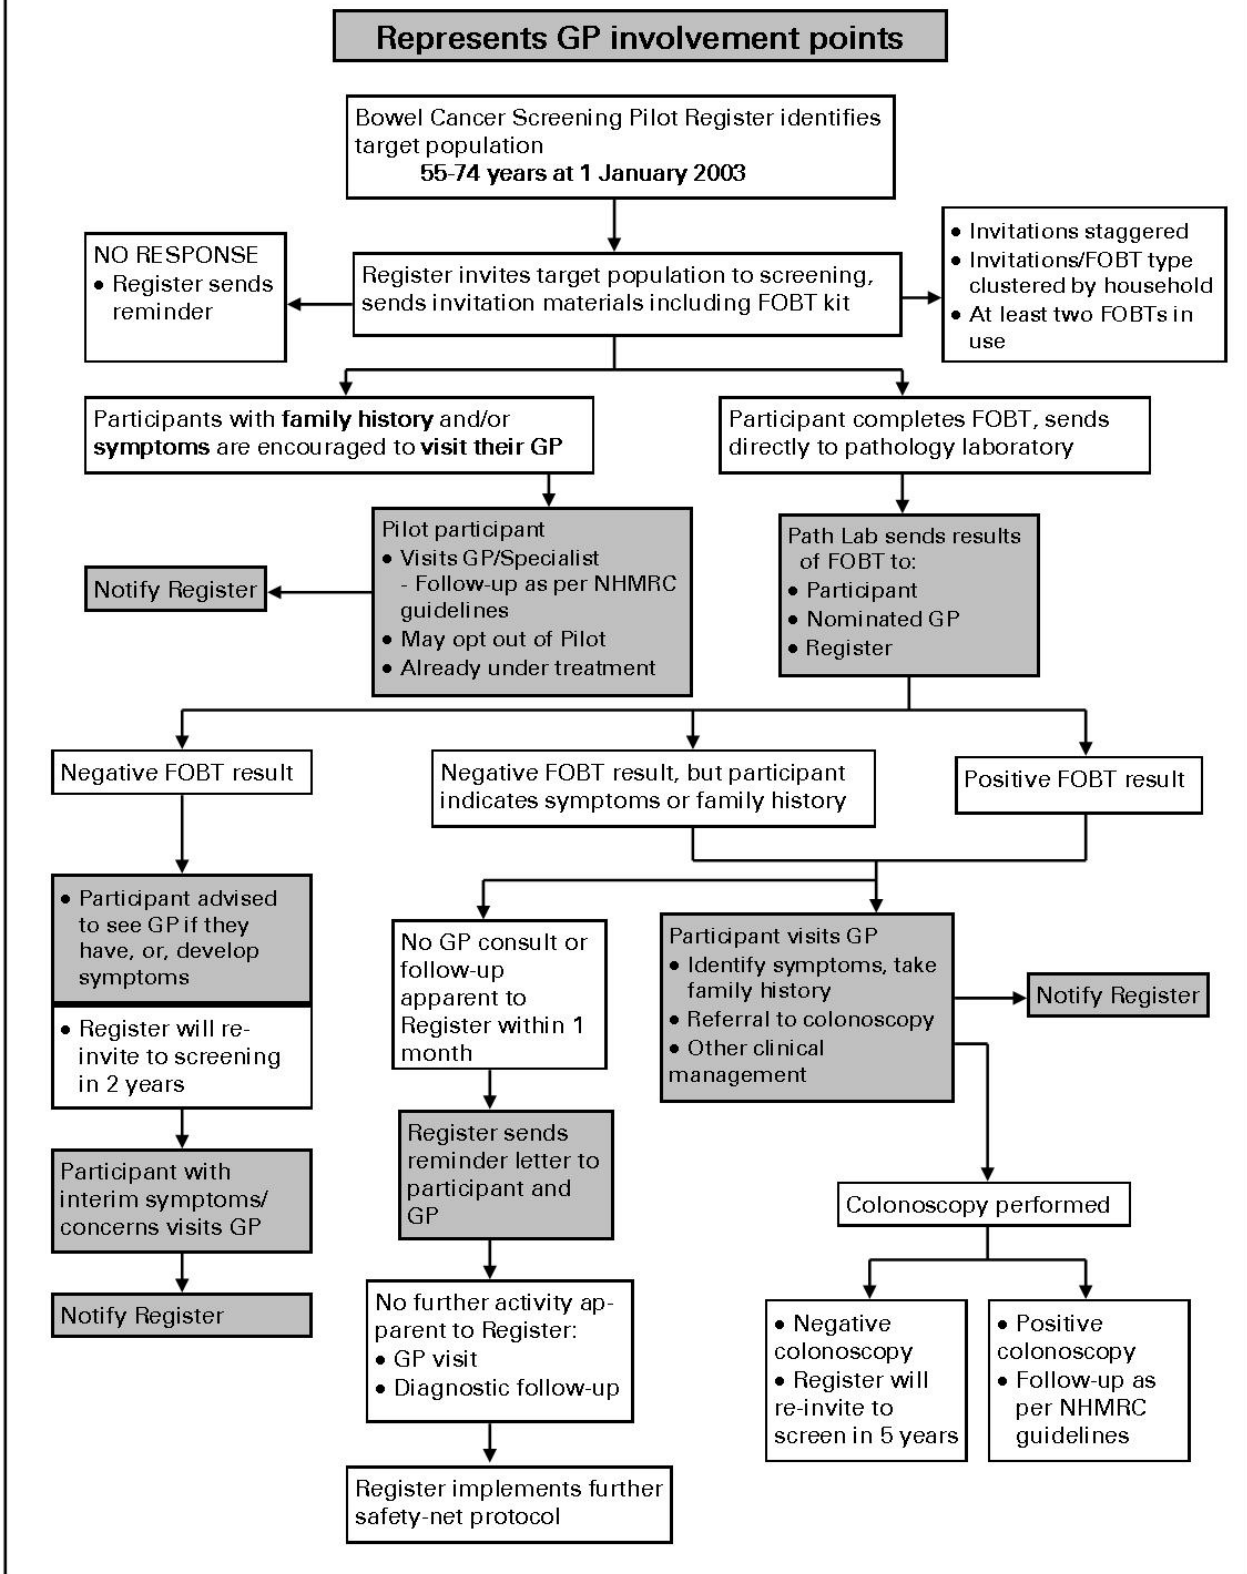 Represents GP involvement points
Bowel Cancer Screening Pilot Register identifies
target population
55-74 years at 1 January 2003
NO RESPONSE
• Register sends
reminder
Register invites target population to screening,
sends invitation materials including FOBT kit
• Invitations staggered
• Invitations/FOBT type
clustered by household
• At least two FOBTs in
use
Participants with family history and/or
symptoms are encouraged to visit their GP
Participant completes FOBT, sends
directly to pathology laboratory
Notify Register
Pilot participant
• Visits GP/Specialist
- Follow-up as per NHMRC
guidelines
• May opt out of Pilot
• Already under treatment
Path Lab sends results
of FOBT to:
• Participant
• Nominated GP
• Register
Negative FOBT result
Negative FOBT result, but participant
indicates symptoms or family history
Positive FOBT result
• Participant advised
to see GP if they
have, or, develop
symptoms
• Register will re-
invite to screening
in 2 years
Participant with
interim symptoms/
concerns visits GP
Notify Register
No GP consult or
follow-up
apparent to
Register within 1
month
Register sends
reminder letter to
participant and
GP
No further activity ap-
parent to Register:
• GP visit
• Diagnostic follow-up
Register implements further
safety-net protocol
Participant visits GP
• Identify symptoms, take
family history
• Referral to colonoscopy
• Other clinical
management
Notify Register
Colonoscopy performed
• Negative
colonoscopy
• Register will
re-invite to
screen in 5 years
• Positive
colonoscopy
• Follow-up as
per NHMRC
guidelines